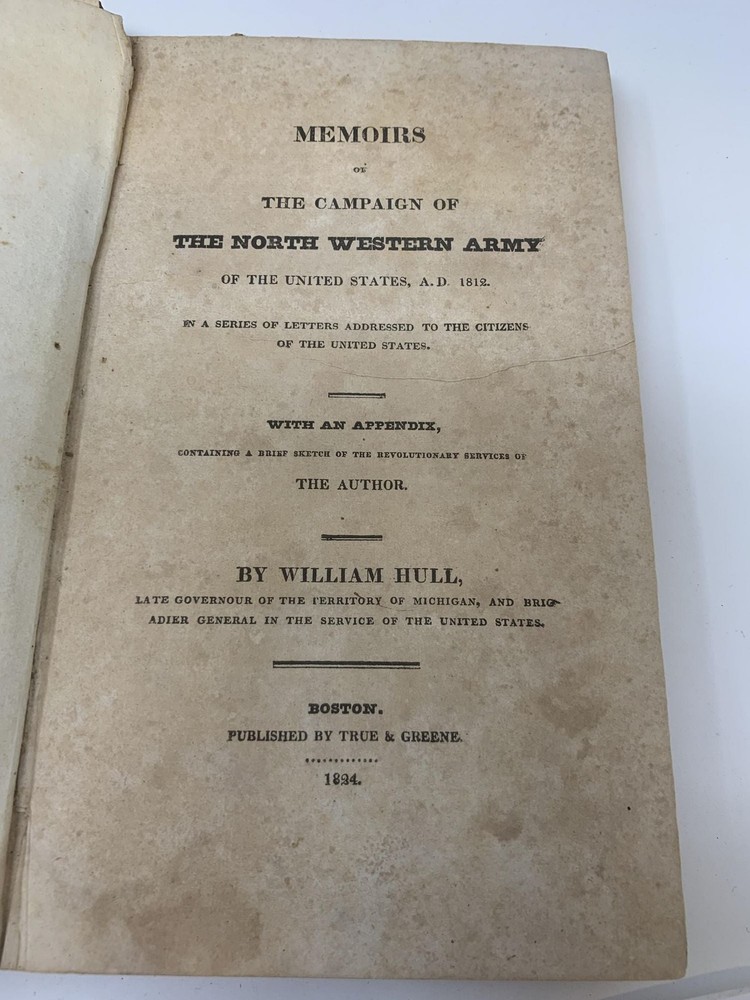 MEMOIRS
OF
THE CAMPAIGN OF
THE NORTH WESTERN ARMY
OF THE UNITED STATES, A.D. 1812.
IN A SERIES OF LETTERS ADDRESSED TO THE CITIZENS
OF THE UNITED STATES.
WITH AN APPENDIX,
CONTAINING A BRIEF SKETCH OF THE REVOLUTIONARY SERVICES OF
THE AUTHOR.
BY WILLIAM HULL,
LATE GOVERNOUR OF THE TERRITORY OF MICHIGAN, AND BRIG-
ADIER GENERAL IN THE SERVICE OF THE UNITED STATES.
BOSTON.
PUBLISHED BY TRUE & GREENE.
1824.